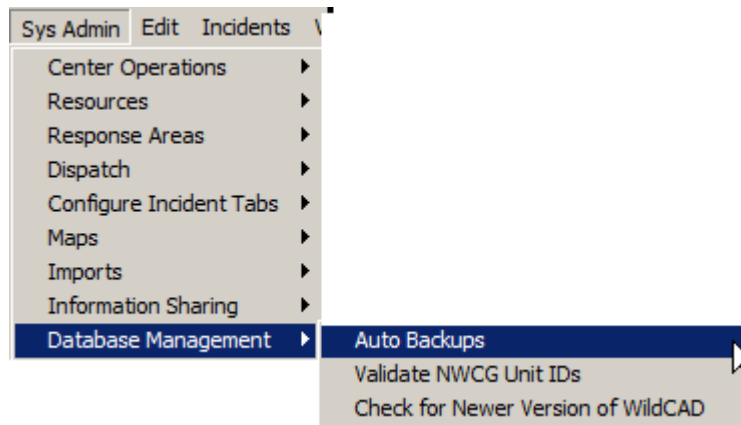 Sys Admin Edit Incidents
Center Operations
Resources
Response Areas
Dispatch
Configure Incident Tabs
Maps
Imports
Information Sharing
Database Management
Auto Backups
Validate NWCG Unit IDs
Check for Newer Version of WildCAD